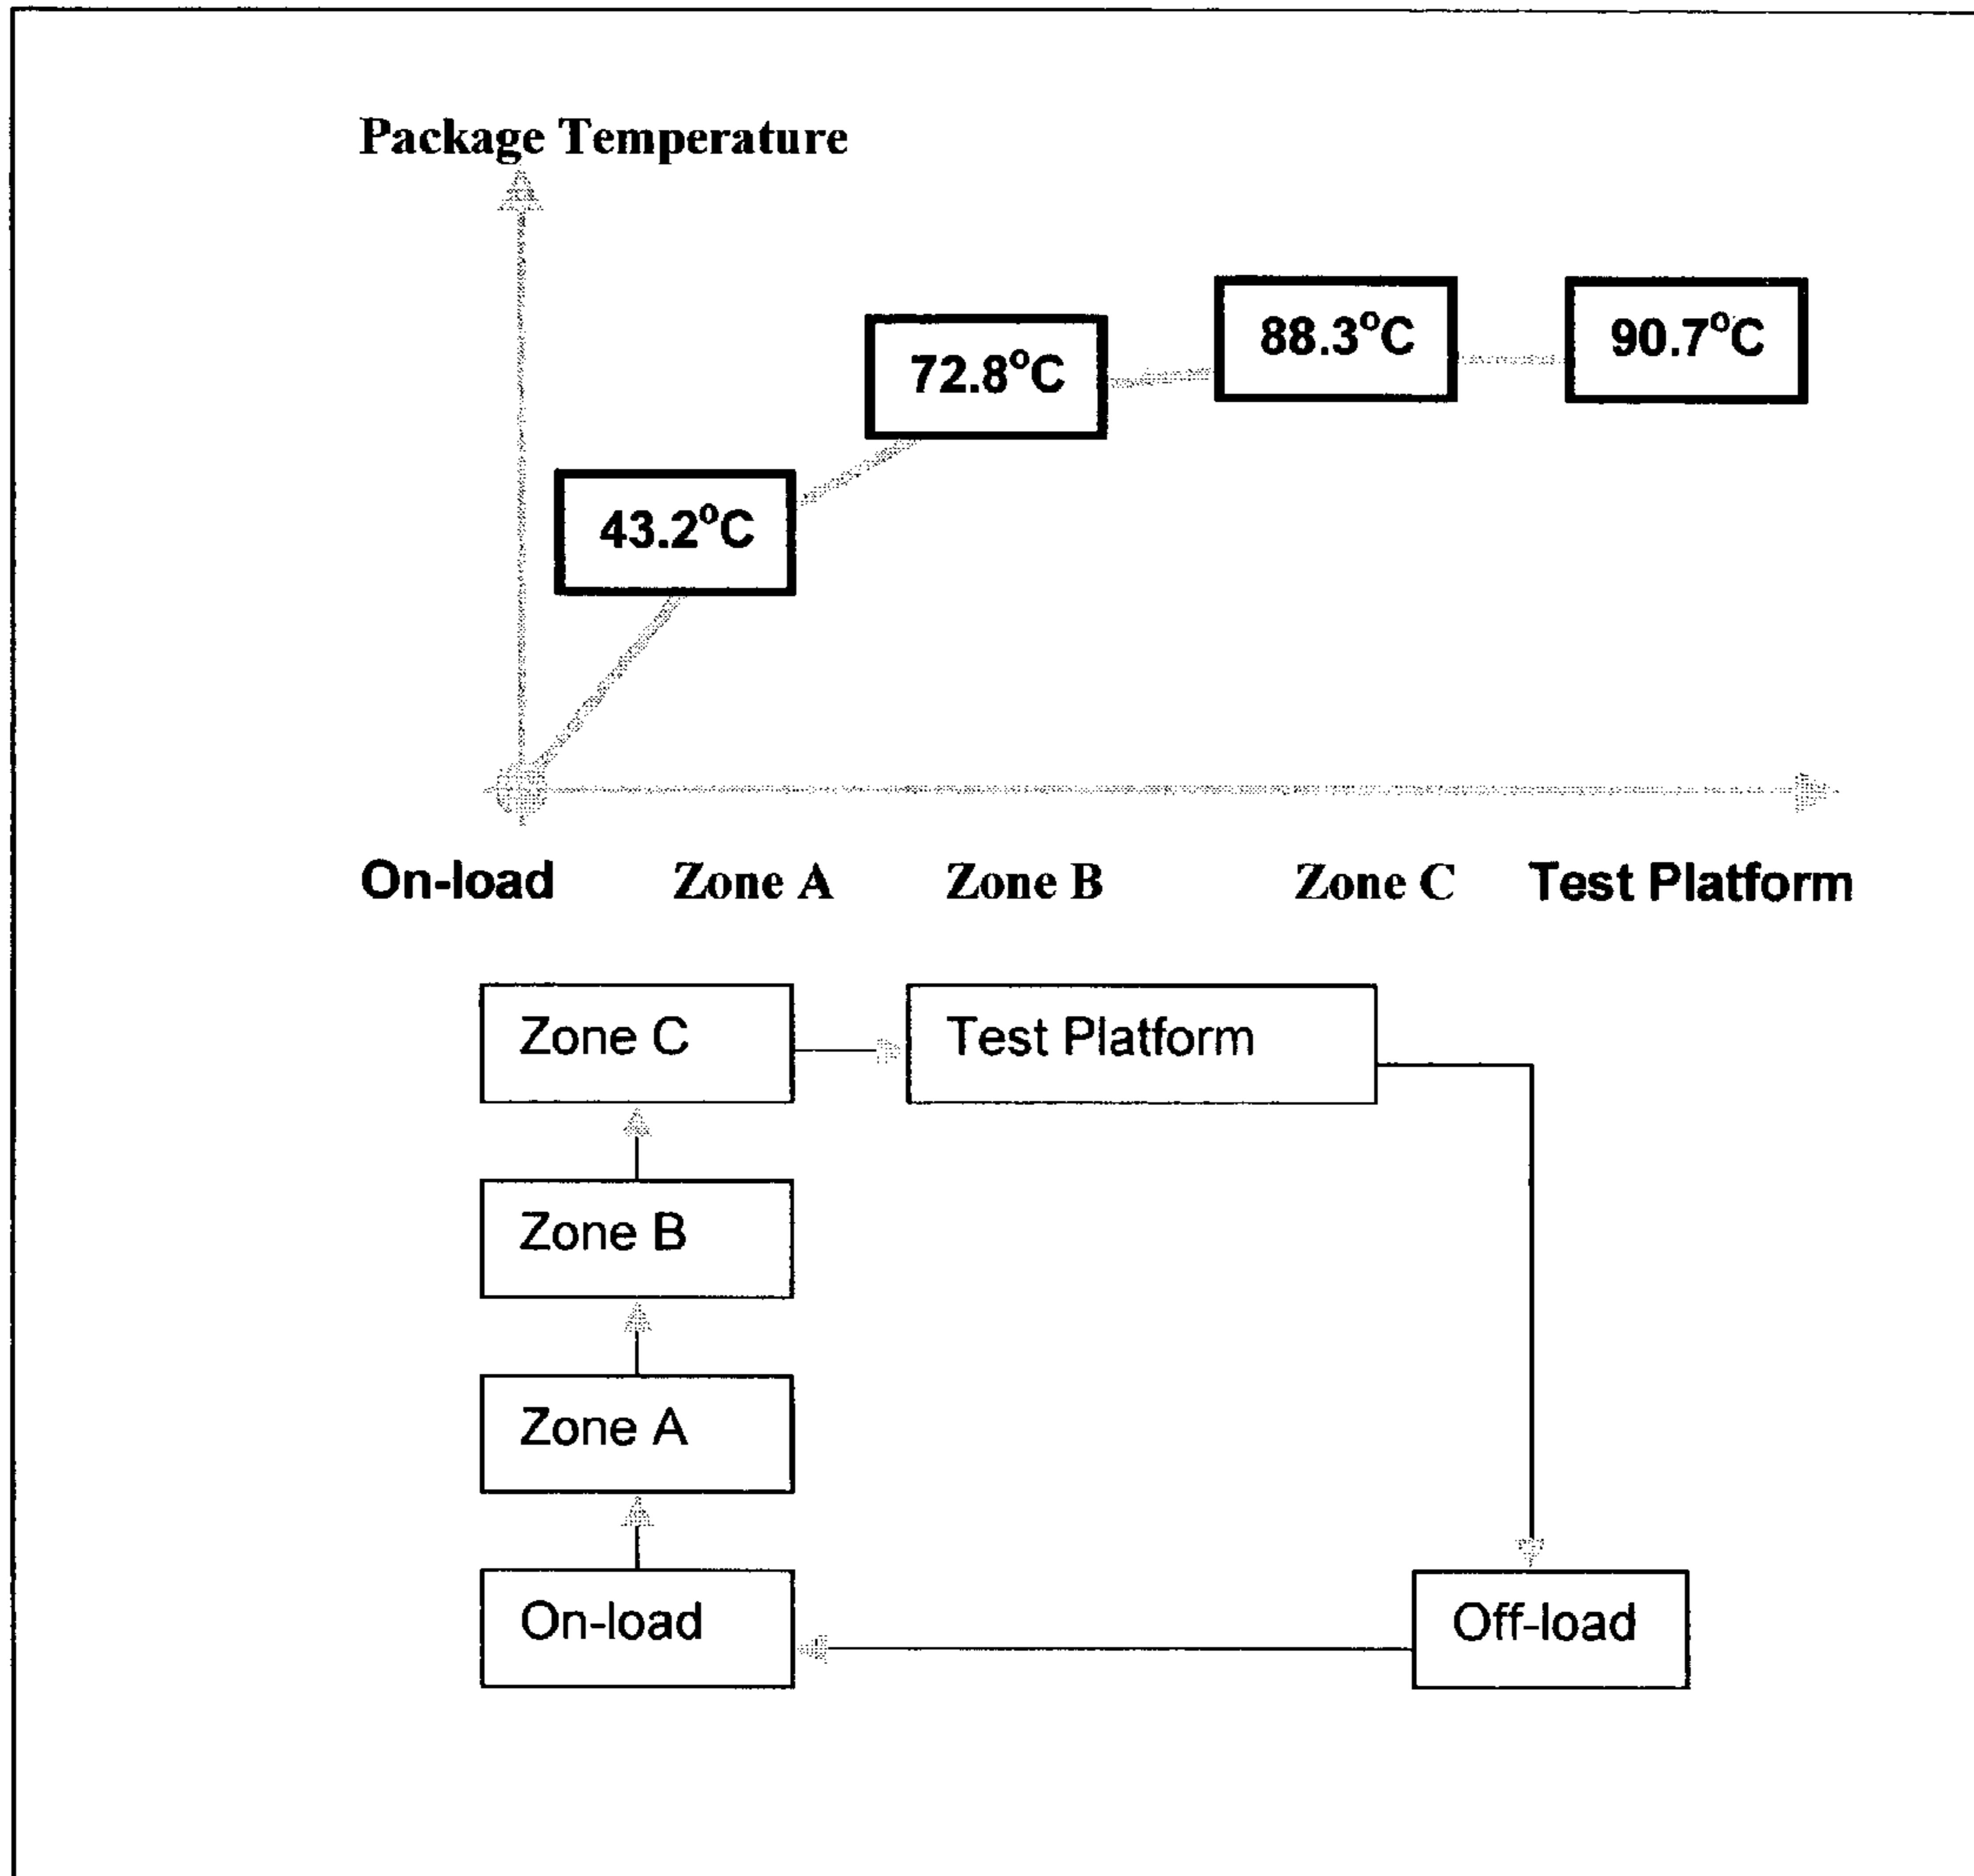 Package Temperature
88.3°C
90.7°C
72.8°C
43.2°C
On-load Zone A Zone B Zone C Test Platform
Zone C Test Platform
Zone B
Zone A
On-load Off-load